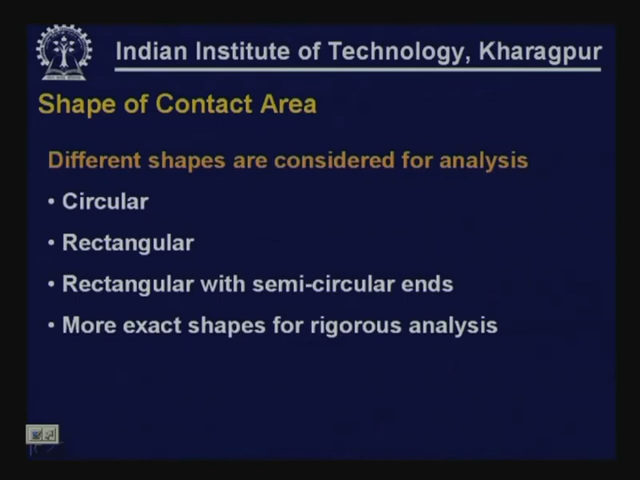 Indian Institute of Technology, Kharagpur
Shape of Contact Area
Different shapes are considered for analysis
• Circular
• Rectangular
• Rectangular with semi-circular ends
• More exact shapes for rigorous analysis